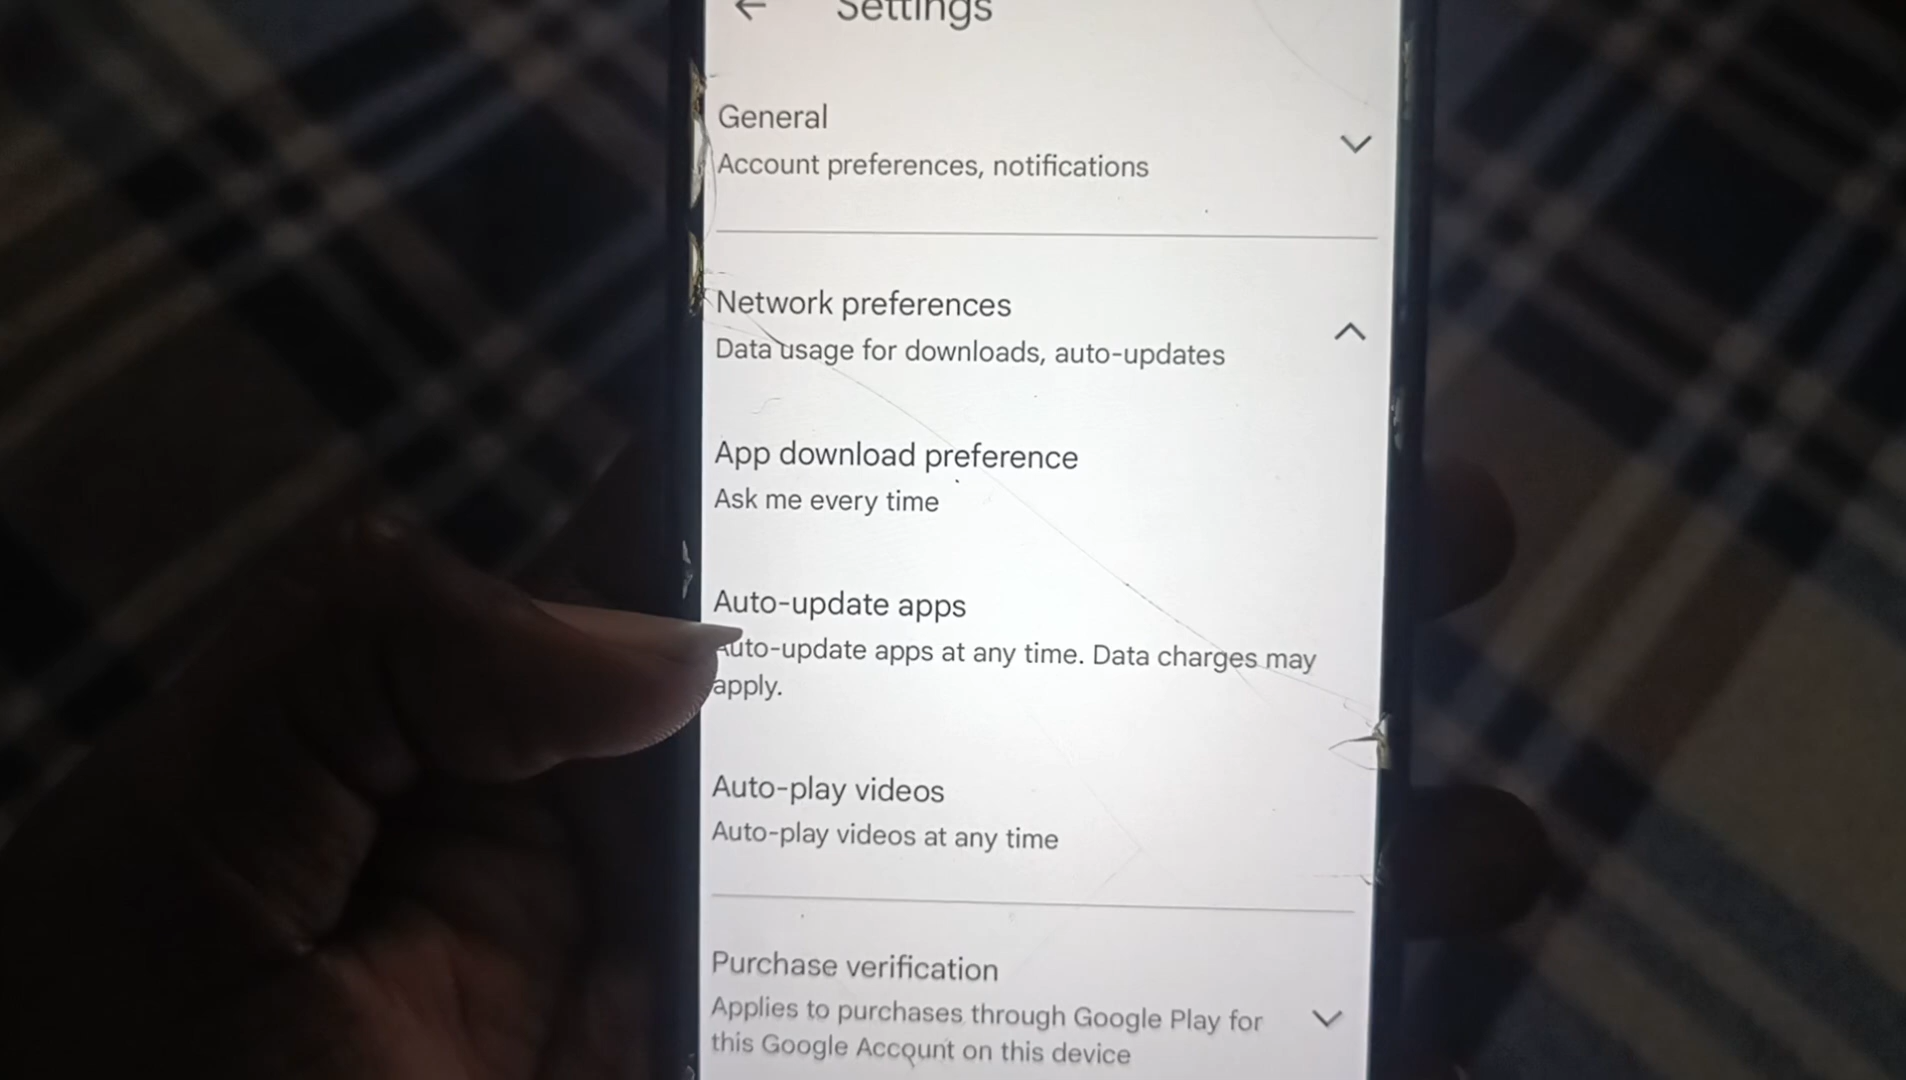 Settings
General
Account preferences, notifications
Network preferences
Data usage for downloads, auto-updates
App download preference
Ask me every time
Auto-update apps
Auto-update apps at any time. Data charges may
apply.
Auto-play videos
Auto-play videos at any time
Purchase verification
Applies to purchases through Google Play for
this Google Account on this device